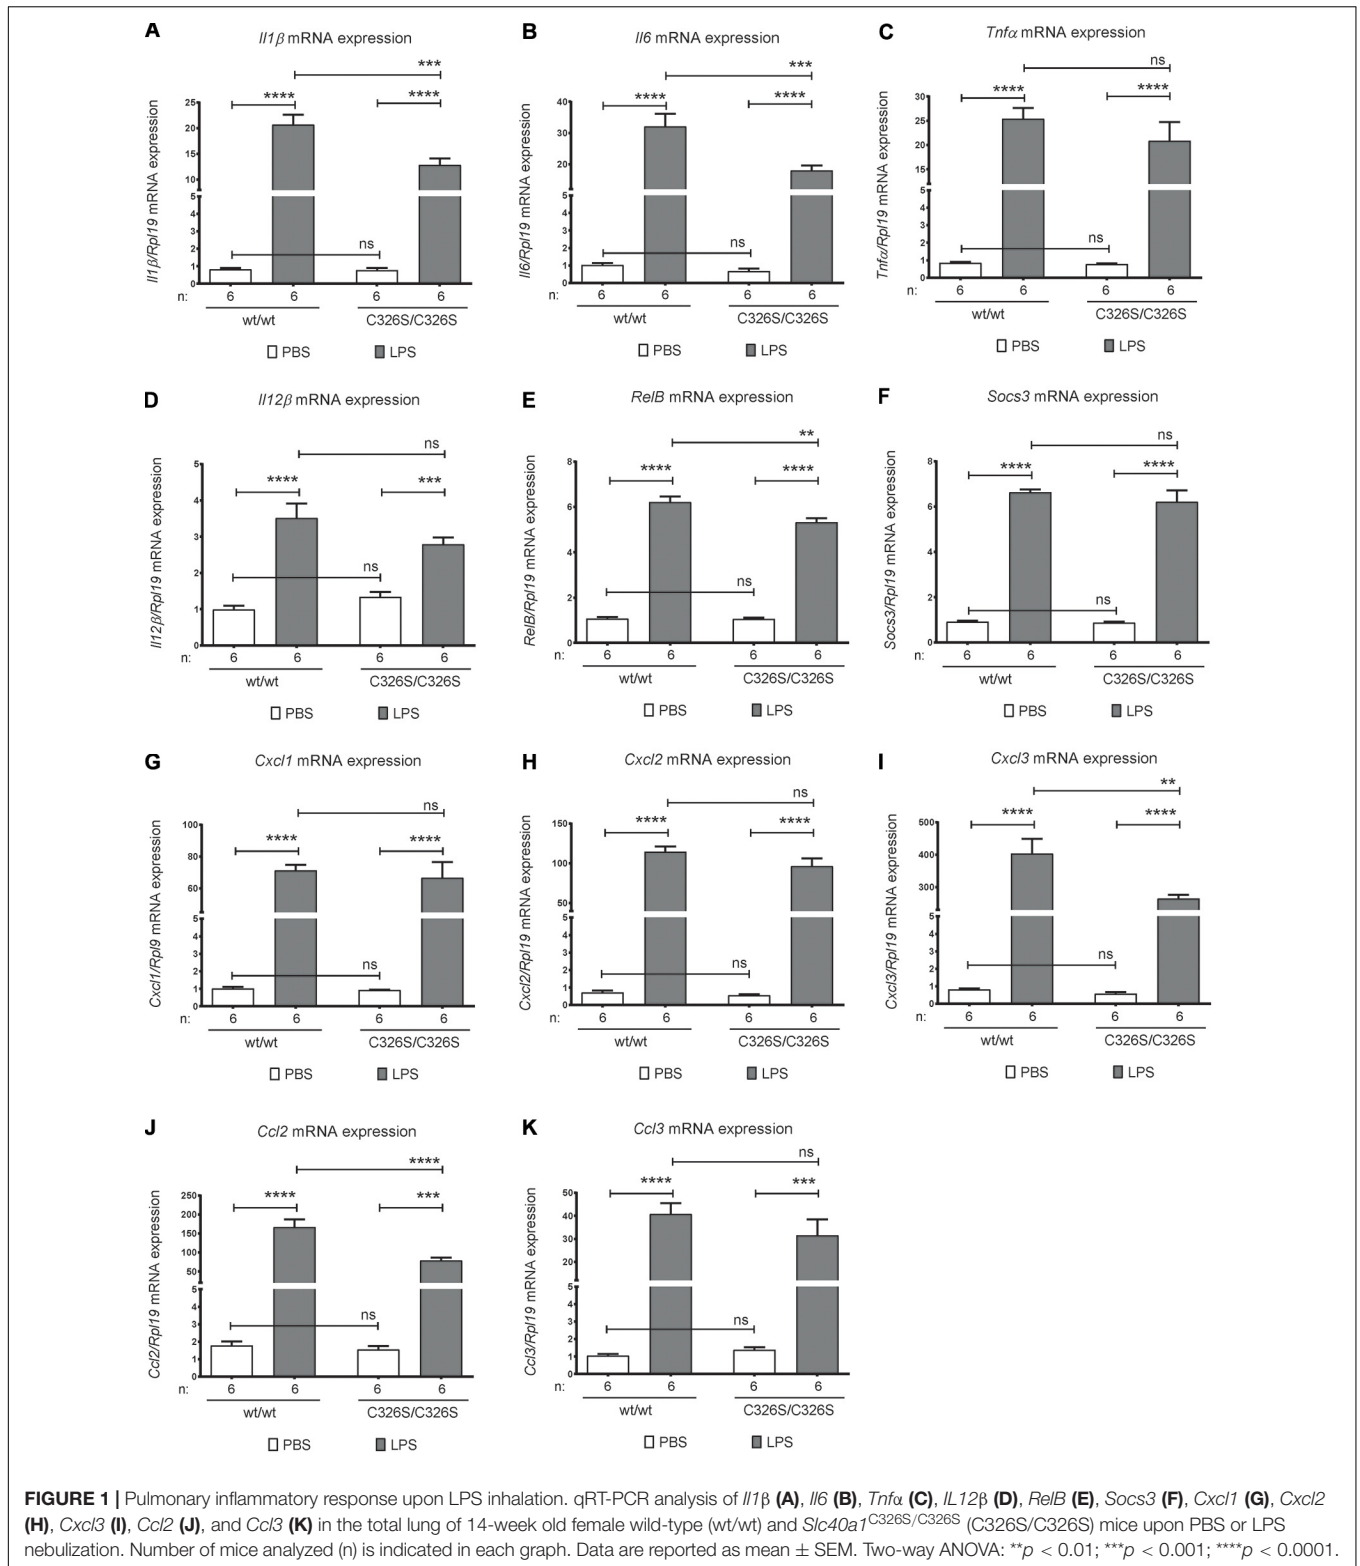 A
Il1β mRNA expression
***
****
****
Il1β/Rpl19 mRNA expression
25
20
15
10
5
4
3
2
1
0
ns
n: 6 6 6 6
wt/wt C326S/C326S
PBS LPS
B
Il6 mRNA expression
***
****
****
Il6/Rpl19 mRNA expression
40
30
20
5
4
3
2
1
0
ns
n: 6 6 6 6
wt/wt C326S/C326S
PBS LPS
C
Tnfα mRNA expression
ns
****
****
Tnfα/Rpl19 mRNA expression
30
25
20
15
5
4
3
2
1
0
ns
n: 6 6 6 6
wt/wt C326S/C326S
PBS LPS
D
Il12β mRNA expression
ns
****
***
Il12β/Rpl19 mRNA expression
5
4
3
2
1
0
ns
n: 6 6 6 6
wt/wt C326S/C326S
PBS LPS
E
RelB mRNA expression
**
****
****
RelB/Rpl19 mRNA expression
8
6
4
2
0
ns
n: 6 6 6 6
wt/wt C326S/C326S
PBS LPS
F
Socs3 mRNA expression
ns
****
****
Socs3/Rpl19 mRNA expression
8
6
4
2
0
ns
n: 6 6 6 6
wt/wt C326S/C326S
PBS LPS
G
Cxcl1 mRNA expression
ns
****
****
Cxcl1/Rpl9 mRNA expression
100
80
60
5
4
3
2
1
0
ns
n: 6 6 6 6
wt/wt C326S/C326S
PBS LPS
H
Cxcl2 mRNA expression
ns
****
****
Cxcl2/Rpl19 mRNA expression
150
100
50
5
4
3
2
1
0
ns
n: 6 6 6 6
wt/wt C326S/C326S
PBS LPS
I
Cxcl3 mRNA expression
**
****
****
Cxcl3/Rpl19 mRNA expression
500
400
300
5
4
3
2
1
0
ns
n: 6 6 6 6
wt/wt C326S/C326S
PBS LPS
J
Ccl2 mRNA expression
****
****
***
Ccl2/Rpl19 mRNA expression
250
200
150
100
50
5
4
3
2
1
0
ns
n: 6 6 6 6
wt/wt C326S/C326S
PBS LPS
K
Ccl3 mRNA expression
ns
****
***
Ccl3/Rpl19 mRNA expression
50
40
30
20
5
4
3
2
1
0
ns
n: 6 6 6 6
wt/wt C326S/C326S
PBS LPS
FIGURE 1 | Pulmonary inflammatory response upon LPS inhalation. qRT-PCR analysis of Il1β (A), Il6 (B), Tnfα (C), IL12β (D), RelB (E), Socs3 (F), Cxcl1 (G), Cxcl2
(H), Cxcl3 (I), Ccl2 (J), and Ccl3 (K) in the total lung of 14-week old female wild-type (wt/wt) and Slc40a1C326S/C326S (C326S/C326S) mice upon PBS or LPS
nebulization. Number of mice analyzed (n) is indicated in each graph. Data are reported as mean ± SEM. Two-way ANOVA: **p < 0.01; ***p < 0.001; ****p < 0.0001.